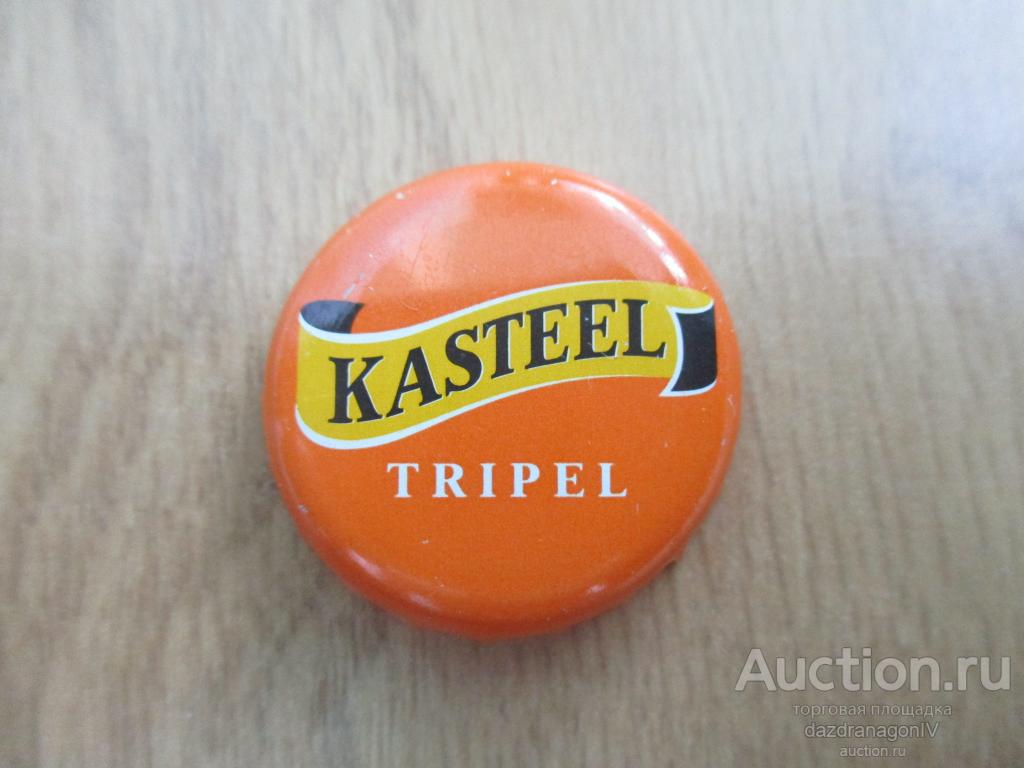 KASTEEL
TRIPEL
Auction.ru
торговая площадка
dazdranagonIV
auction.ru